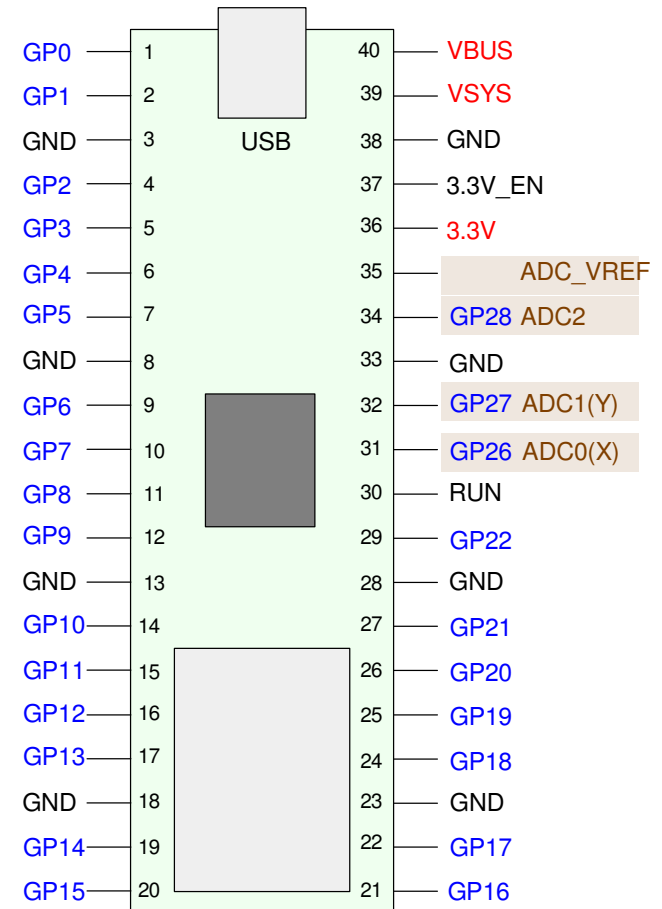 GP0 1 40 VBUS
GP1 2 39 VSYS
GND 3 USB 38 GND
GP2 4 37 3.3V_EN
GP3 5 36 3.3V
GP4 6 35 ADC_VREF
GP5 7 34 GP28 ADC2
GND 8 33 GND
GP6 9 32 GP27 ADC1(Y)
GP7 10 31 GP26 ADC0(X)
GP8 11 30 RUN
GP9 12 29 GP22
GND 13 28 GND
GP10 14 27 GP21
GP11 15 26 GP20
GP12 16 25 GP19
GP13 17 24 GP18
GND 18 23 GND
GP14 19 22 GP17
GP15 20 21 GP16